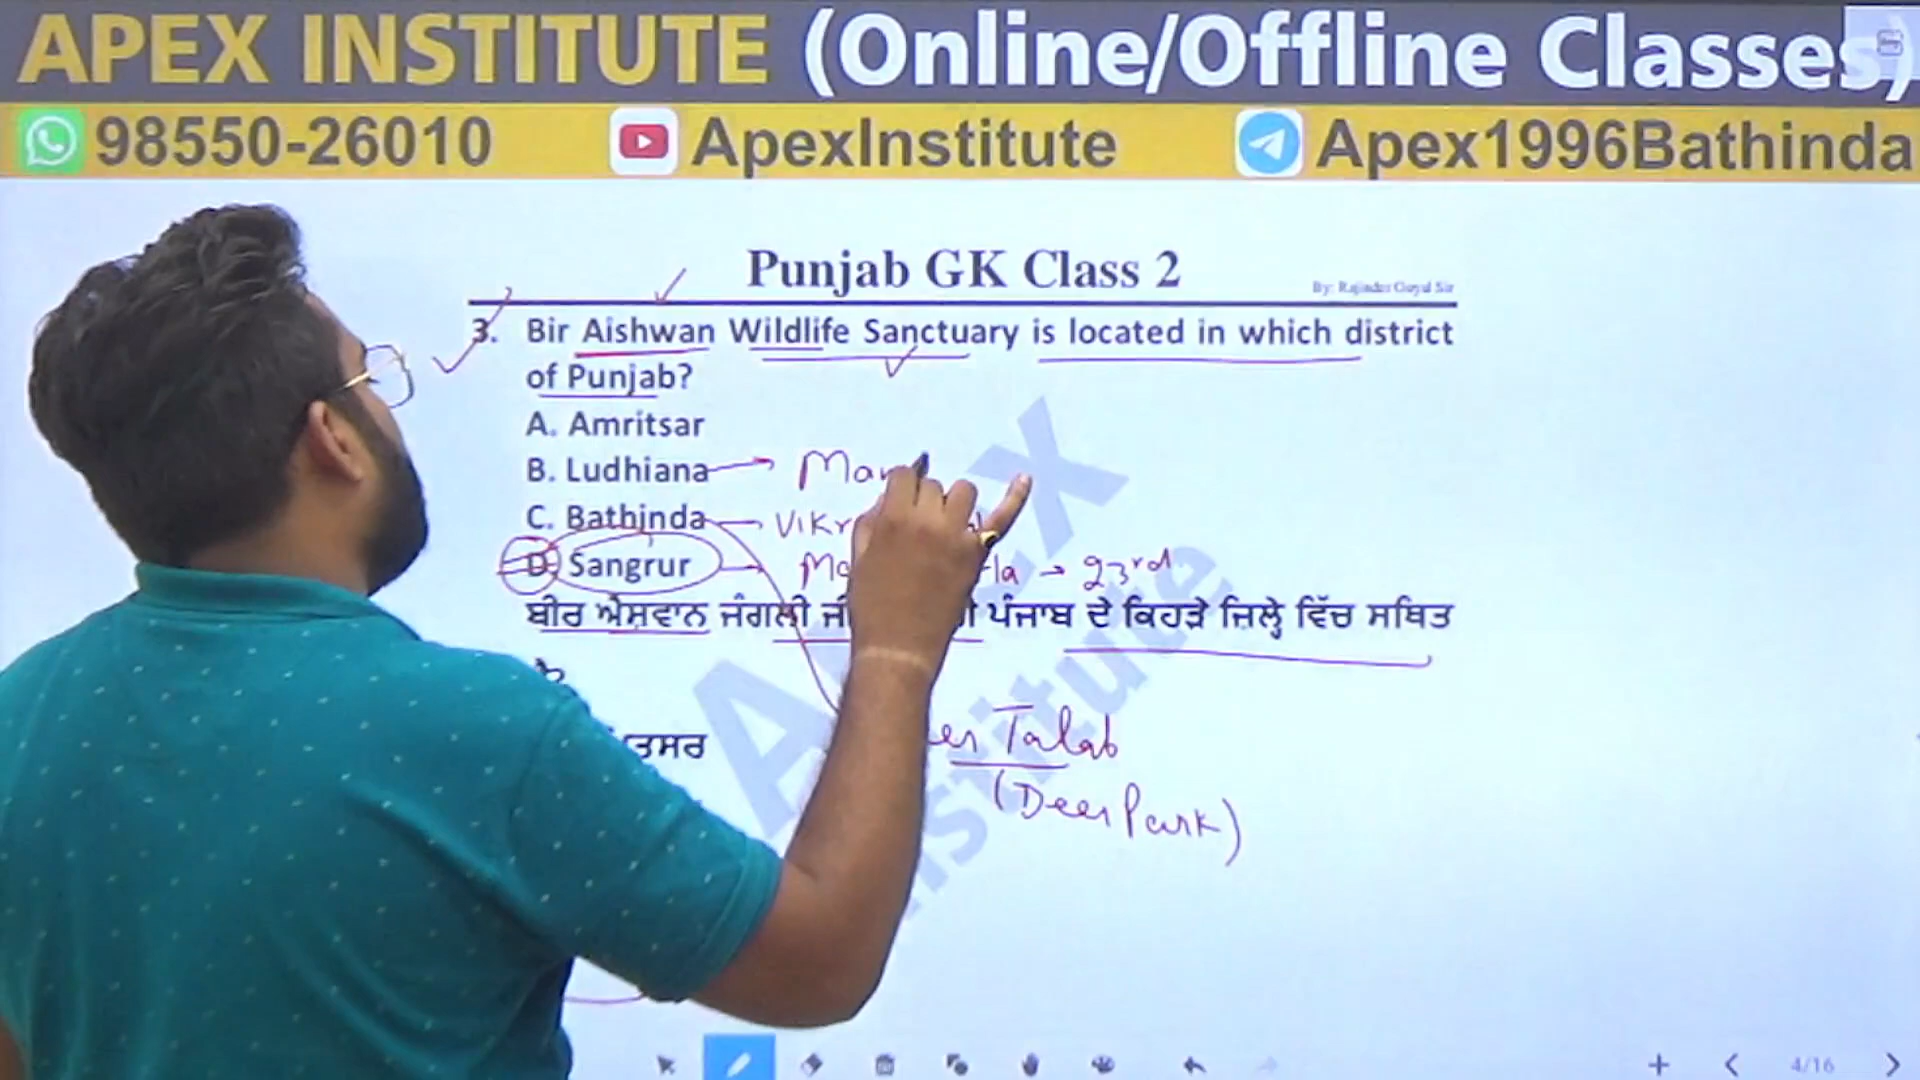 APEX INSTITUTE (Online/Offline Classes)
98550-26010 ApexInstitute Apex1996Bathinda
Punjab GK Class 2
By: Rajinder Goyal Sir
3. Bir Aishwan Wildlife Sanctuary is located in which district
of Punjab?
A. Amritsar
B. Ludhiana
C. Bathinda
D. Sangrur → 23rd
ਬੀਰ ਐਸ਼ਵਾਨ ਜੰਗਲੀ ਪੰਜਾਬ ਦੇ ਕਿਹੜੇ ਜ਼ਿਲ੍ਹੇ ਵਿੱਚ ਸਥਿਤ
Talab
(Deer Park)
Apex
Institute
4/16